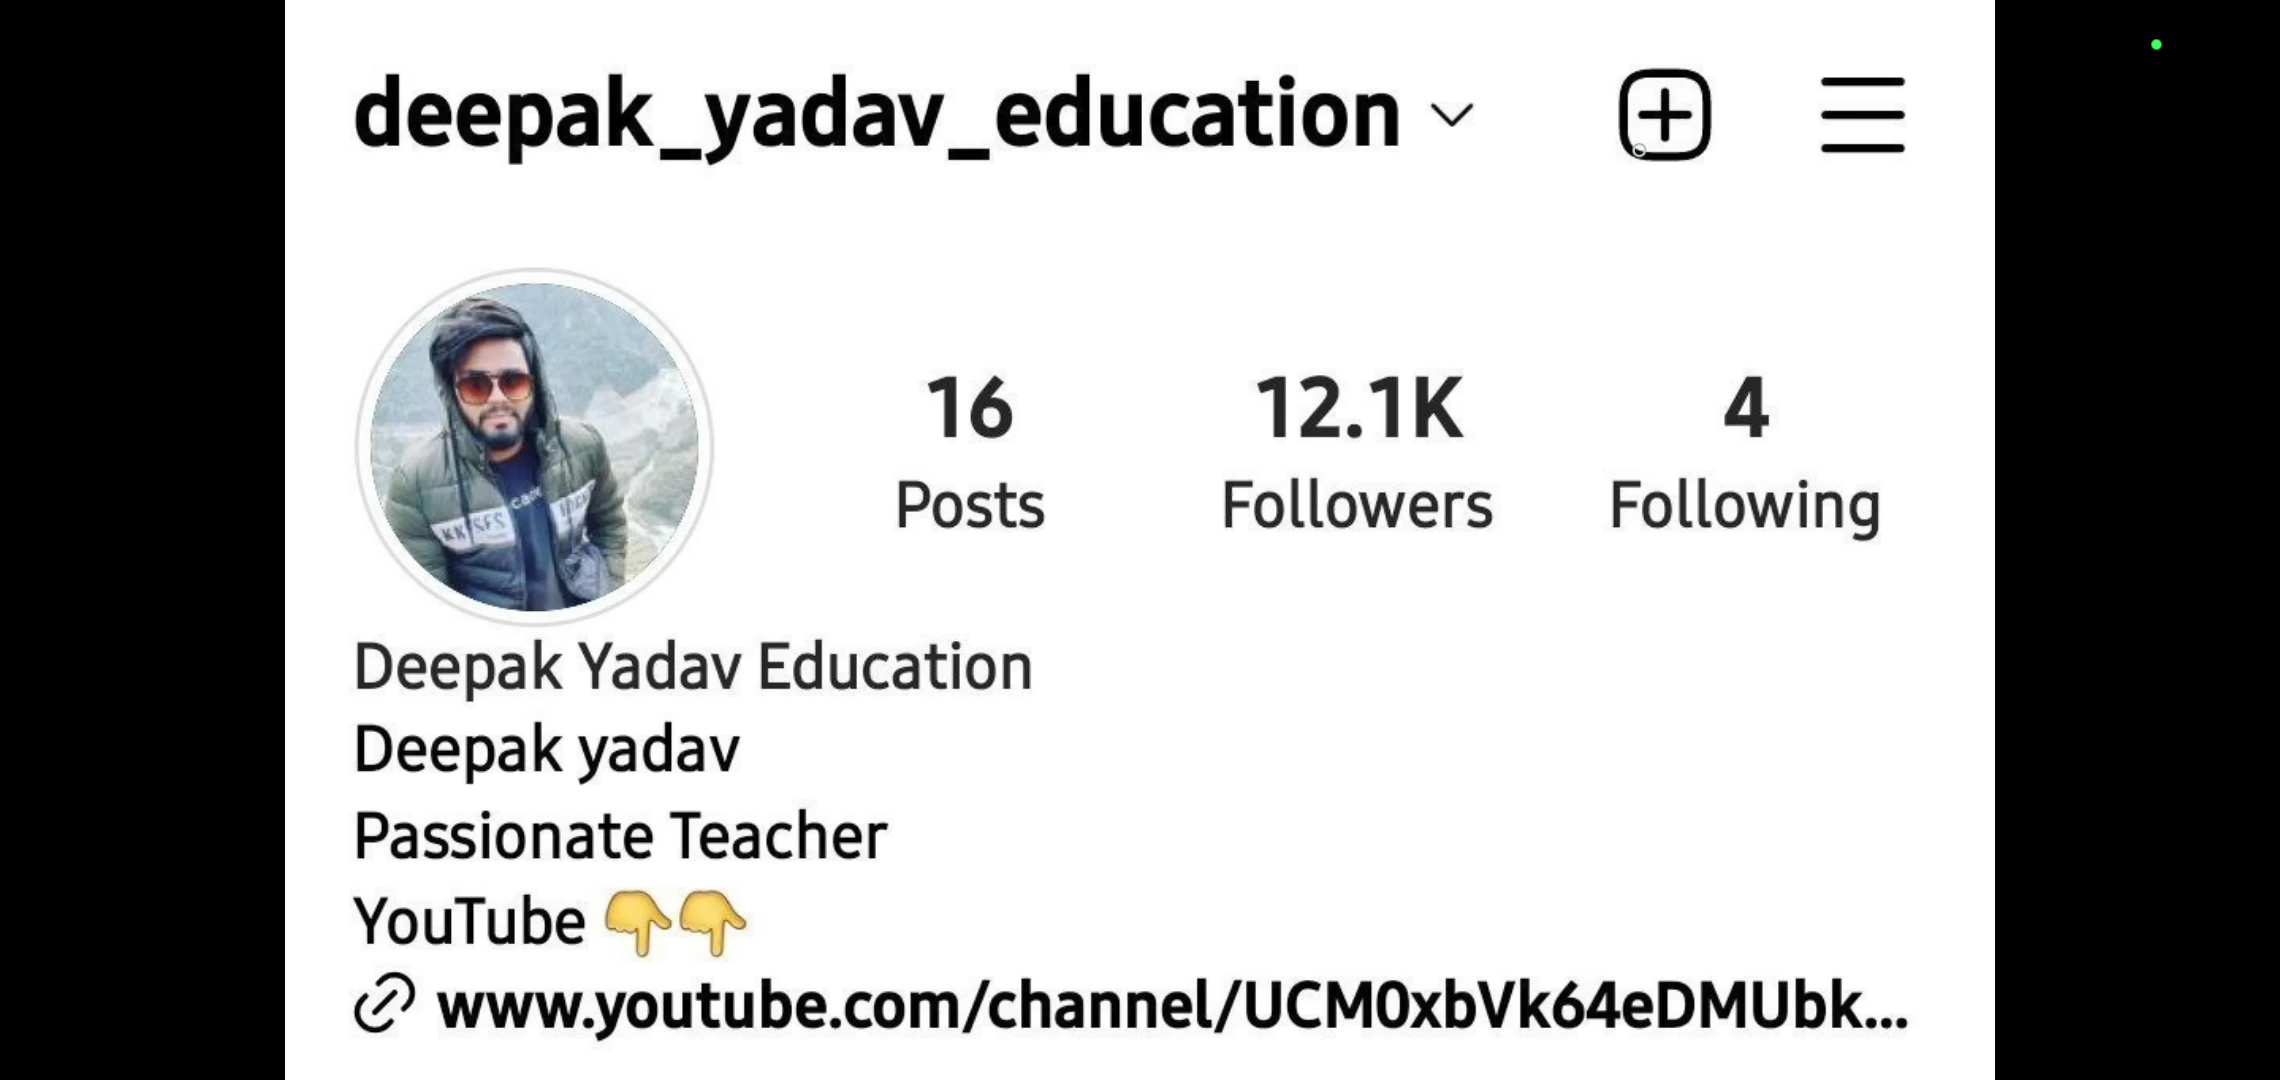 deepak_yadav_education
16 12.1K 4
Posts Followers Following
Deepak Yadav Education
Deepak yadav
Passionate Teacher
YouTube 👇👇
www.youtube.com/channel/UCM0xbVk64eDMUbk...